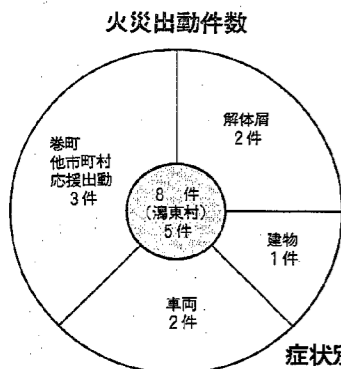 火災出動件数
解体屑
2件
巻町
他市町村
応援出動
3件
8 件
(潟東村)
5件
建物
1件
車両
2件
症状別